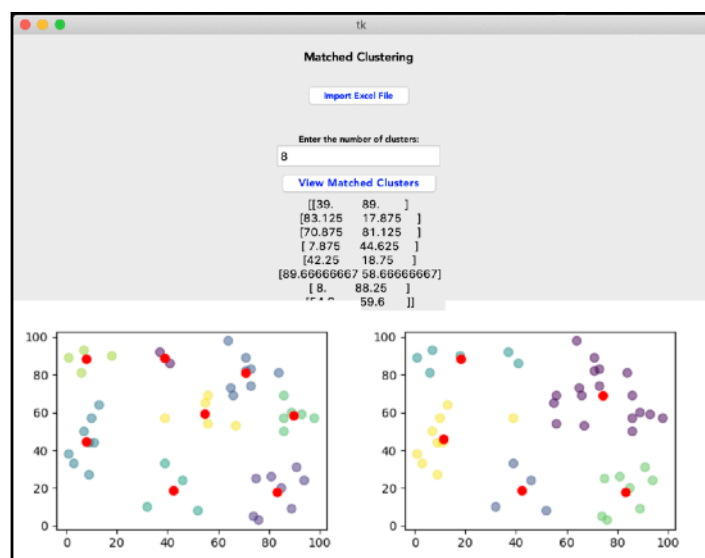 tk
Matched Clustering
Import Excel File
Enter the number of clusters:
8
View Matched Clusters
[[39. 89. ]
[83.125 17.875 ]
[70.875 81.125 ]
[ 7.875 44.625 ]
[42.25 18.75 ]
[89.66666667 58.66666667]
[ 8. 88.25 ]
59.6 ]]
100 100
80 80
60 60
40 40
20 20
0 0
0 20 40 60 80 100 0 20 40 60 80 100